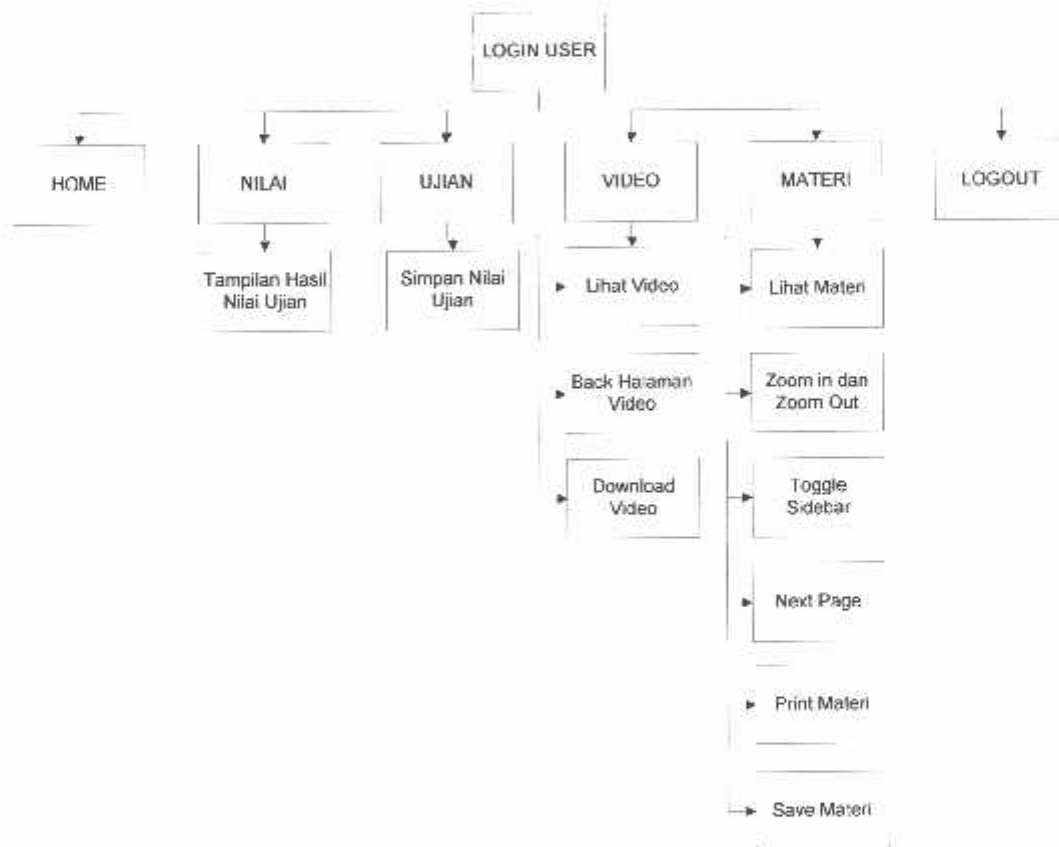 LOGIN USER
HOME
NILAI
UJIAN
VIDEO
MATERI
LOGOUT
Tampilan Hasil
Nilai Ujian
Simpan Nilai
Ujian
Lihat Video
Lihat Materi
Back Halaman
Video
Zoom in dan
Zoom Out
Download
Video
Toggle
Sidebar
Next Page
Print Materi
Save Materi